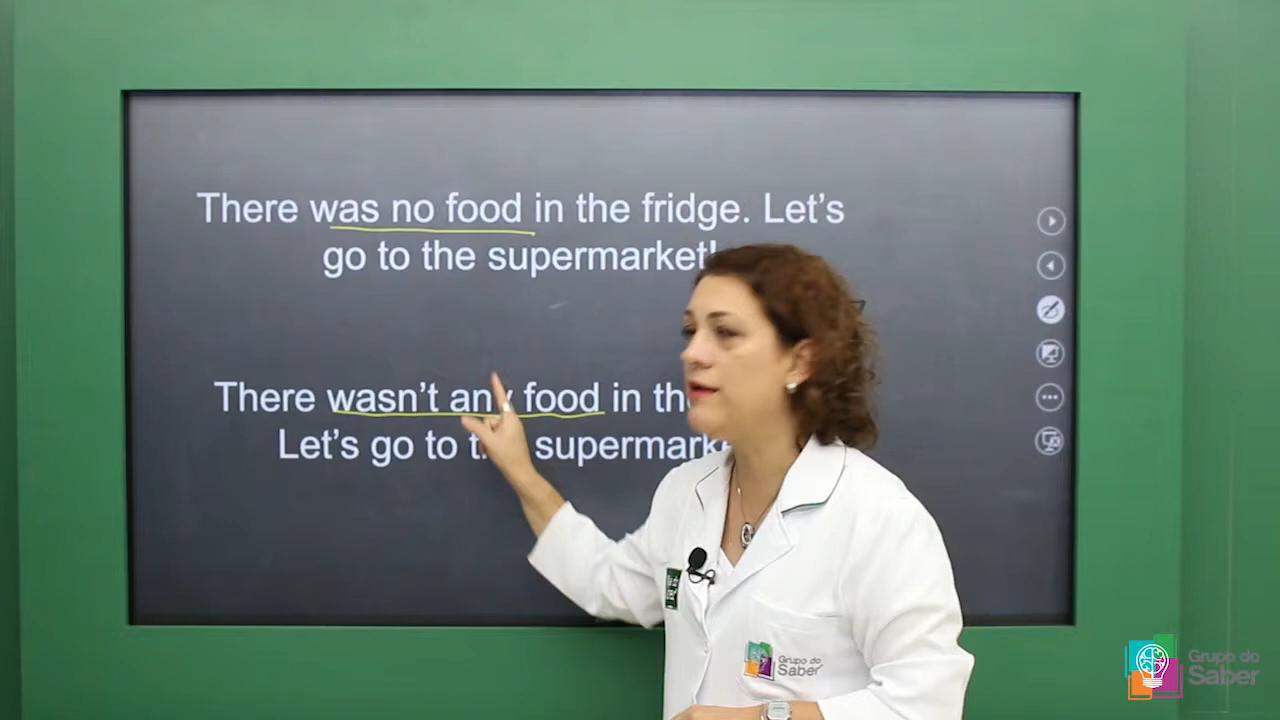 There was no food in the fridge. Let's
go to the supermarket!
There wasn't any food in
Let's go to supermark
Grupo do
Saber
Grupo do
Saber